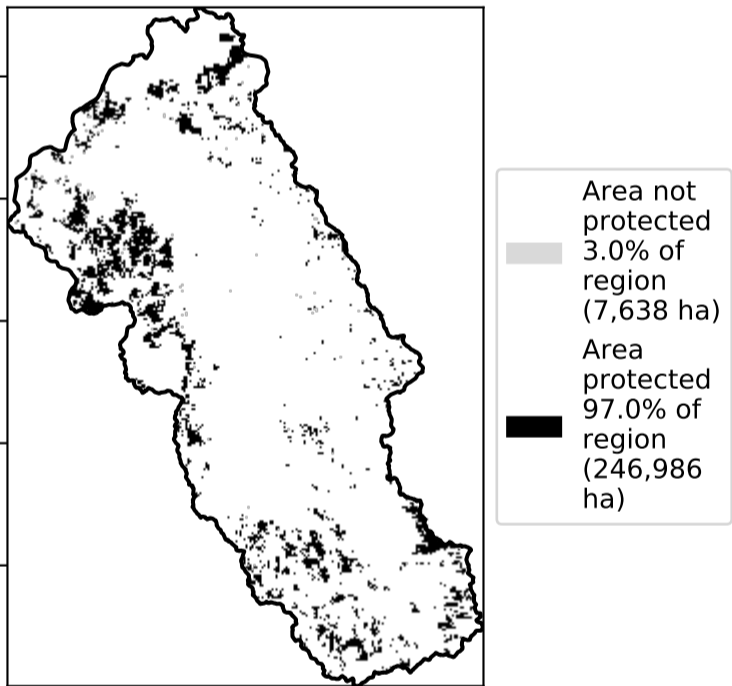 Area not
protected
3.0% of
region
(7,638 ha)
Area
protected
97.0% of
region
(246,986
ha)